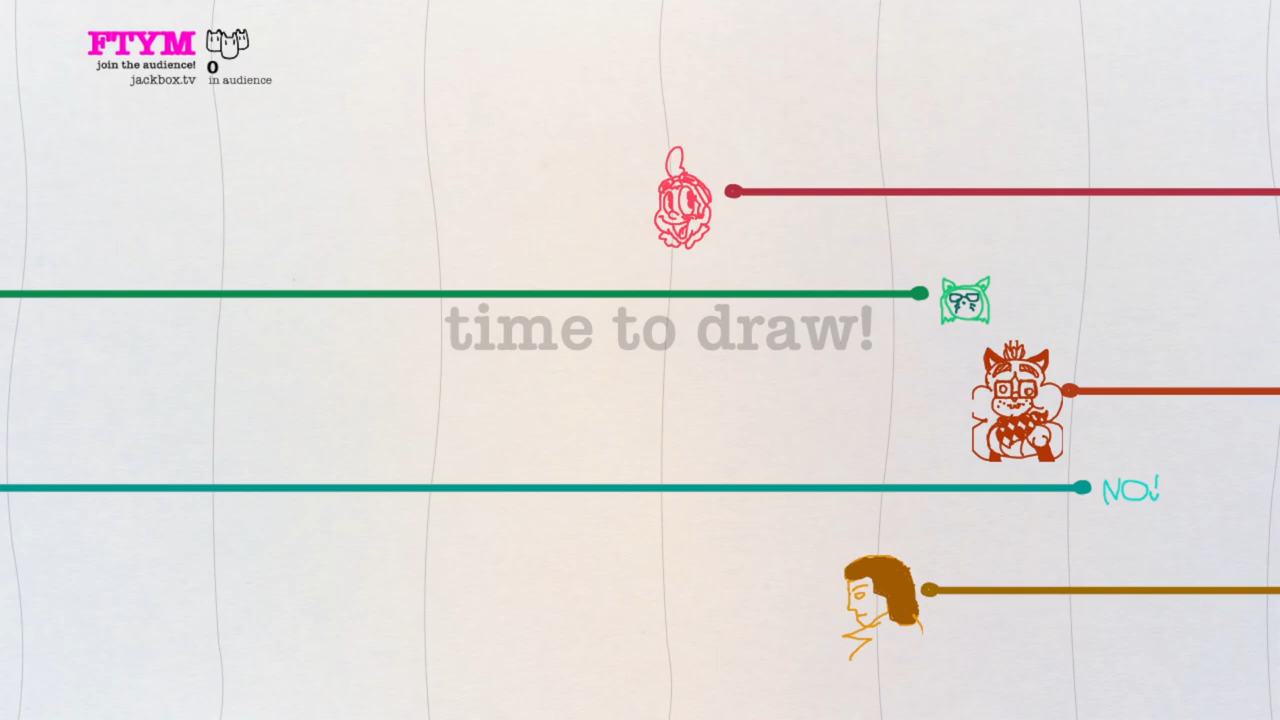 FTYM
join the audience!
jackbox.tv
0
in audience
time to draw!
NO!